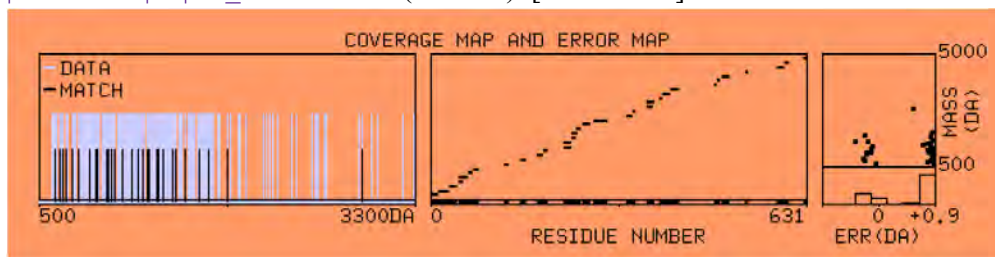 COVERAGE MAP AND ERROR MAP
DATA
MATCH
5000
MASS (DA)
500
500 3300DA 0 631 0 +0.9
RESIDUE NUMBER ERR(DA)